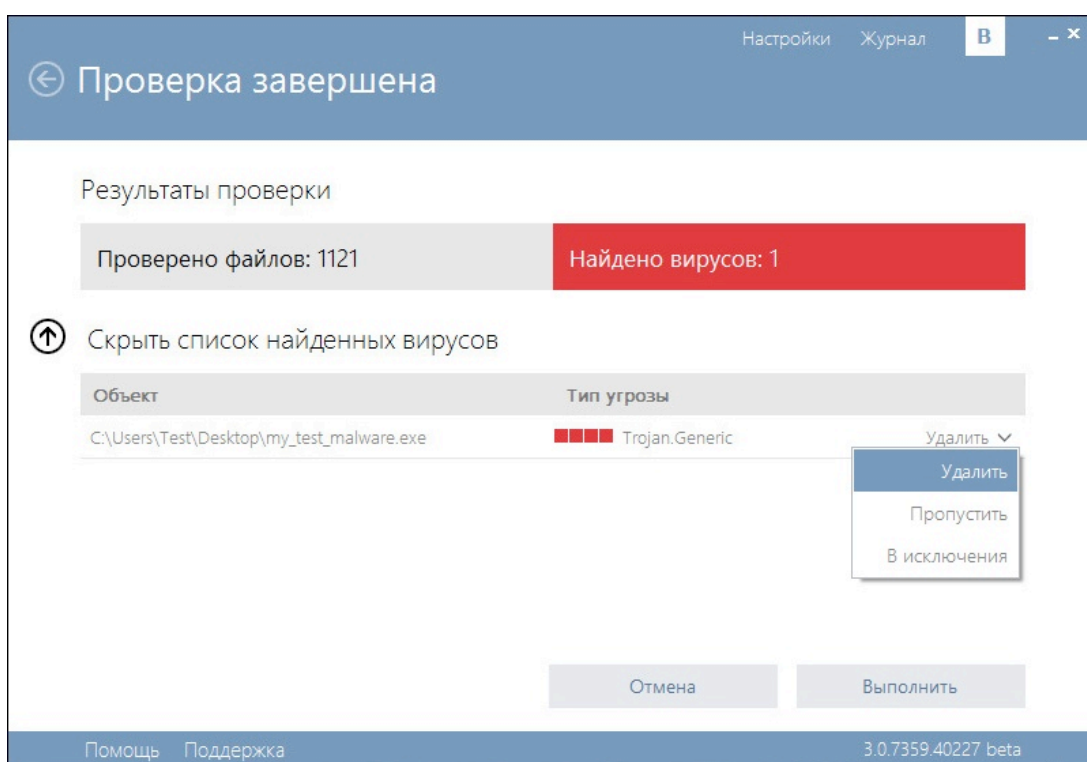 Настройки Журнал В
Проверка завершена
Результаты проверки
Проверено файлов: 1121 Найдено вирусов: 1
Скрыть список найденных вирусов
Объект Тип угрозы
C:\Users\Test\Desktop\my_test_malware.exe Trojan.Generic Удалить
Удалить
Пропустить
В исключения
Отмена Выполнить
Помощь Поддержка 3.0.7359.40227 beta